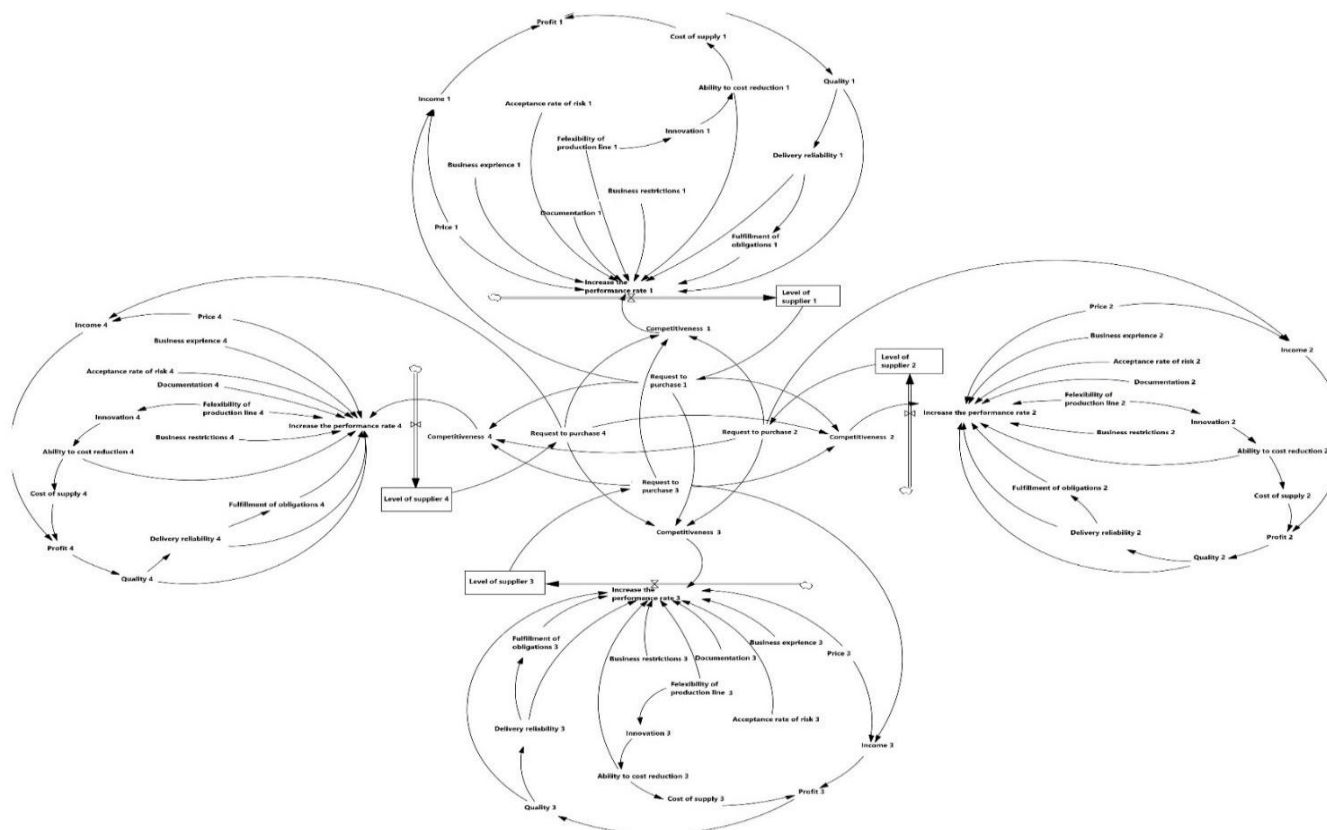 Profit 1
Cost of supply 1
Quality 1
Ability to cost reduction 1
Income 1
Acceptance rate of risk 1
Innovation 1
Felexibility of
production line 1
Delivery reliability 1
Business exprience 1
Business restrictions 1
Documentation 1
Price 1
Fulfillment of
obligations 1
Increase the
performance rate 1
Level of
supplier 1
Competitiveness 1
Request to
purchase 1
Income 4
Price 4
Business exprience 4
Acceptance rate of risk 4
Documentation 4
Innovation 4
Felexibility of
production line 4
Increase the performance rate 4
Business restrictions 4
Ability to cost reduction 4
Cost of supply 4
Fulfillment of obligations 4
Delivery reliability 4
Profit 4
Quality 4
Level of supplier 4
Competitiveness 4
Request to purchase 4
Request to purchase 2
Competitiveness 2
Level of
supplier 2
Price 2
Business exprience 2
Income 2
Acceptance rate of risk 2
Documentation 2
Felexibility of
production line 2
Increase the performance rate 2
Innovation 2
Business restrictions 2
Ability to cost reduction 2
Fulfillment of obligations 2
Cost of supply 2
Delivery reliability 2
Profit 2
Quality 2
Request to
purchase 3
Competitiveness 3
Level of supplier 3
Increase the
performance rate 3
Fulfillment of
obligations 3
Business restrictions 3
Documentation 3
Business exprience 3
Price 3
Felexibility of
production line 3
Acceptance rate of risk 3
Delivery reliability 3
Innovation 3
Income 3
Ability to cost reduction 3
Cost of supply 3
Profit 3
Quality 3